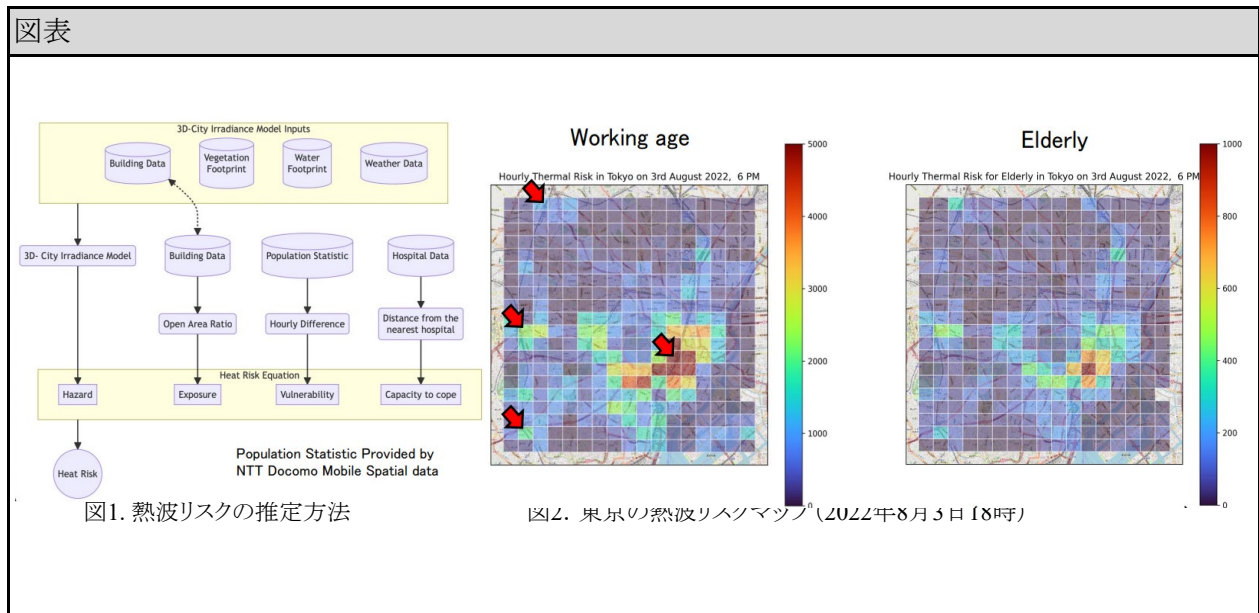 図表
3D-City Irradiance Model Inputs
Building Data
Vegetation
Footprint
Water
Footprint
Weather Data
3D- City Irradiance Model
Building Data
Population Statistic
Hospital Data
Open Area Ratio
Hourly Difference
Distance from the
nearest hospital
Heat Risk Equation
Hazard
Exposure
Vulnerability
Capacity to cope
Heat Risk
Population Statistic Provided by
NTT Docomo Mobile Spatial data
Working age
Hourly Thermal Risk in Tokyo on 3rd August 2022, 6 PM
5000
4000
3000
2000
1000
0
Elderly
Hourly Thermal Risk for Elderly in Tokyo on 3rd August 2022, 6 PM
1000
800
600
400
200
0
図1. 熱波リスクの推定方法
図2. 東京の熱波リスクマップ (2022年8月3日18時)